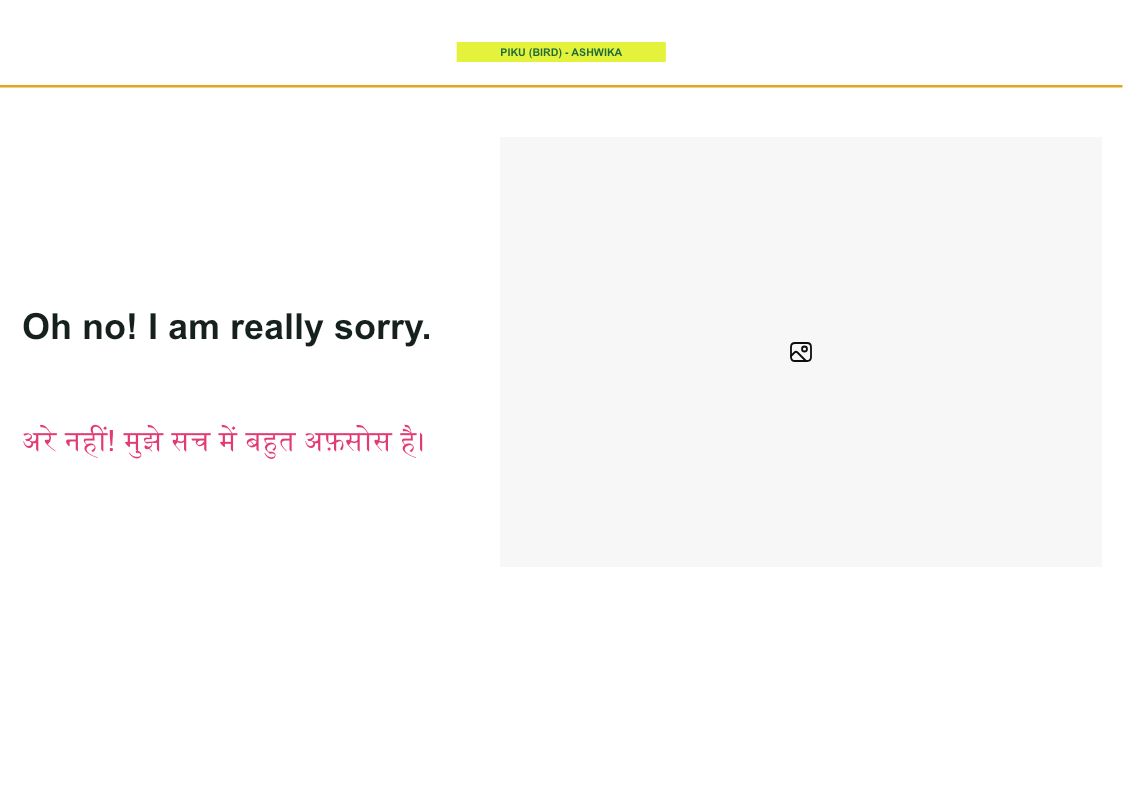 PIKU (BIRD) - ASHWIKA
Oh no! I am really sorry.
अरे नहीं! मुझे सच में बहुत अफ़सोस है।